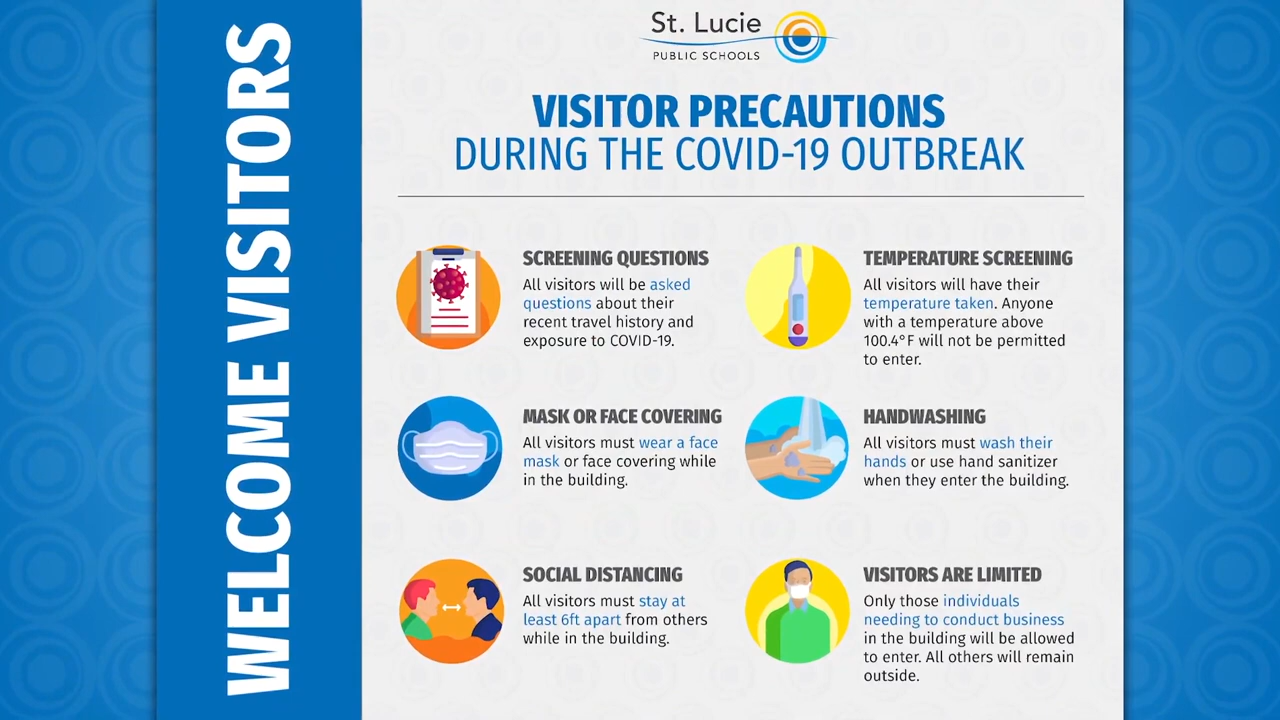 WELCOME VISITORS
St. Lucie
PUBLIC SCHOOLS
VISITOR PRECAUTIONS
DURING THE COVID-19 OUTBREAK
SCREENING QUESTIONS
All visitors will be asked
questions about their
recent travel history and
exposure to COVID-19.
TEMPERATURE SCREENING
All visitors will have their
temperature taken. Anyone
with a temperature above
100.4°F will not be permitted
to enter.
MASK OR FACE COVERING
All visitors must wear a face
mask or face covering while
in the building.
HANDWASHING
All visitors must wash their
hands or use hand sanitizer
when they enter the building.
SOCIAL DISTANCING
All visitors must stay at
least 6ft apart from others
while in the building.
VISITORS ARE LIMITED
Only those individuals
needing to conduct business
in the building will be allowed
to enter. All others will remain
outside.